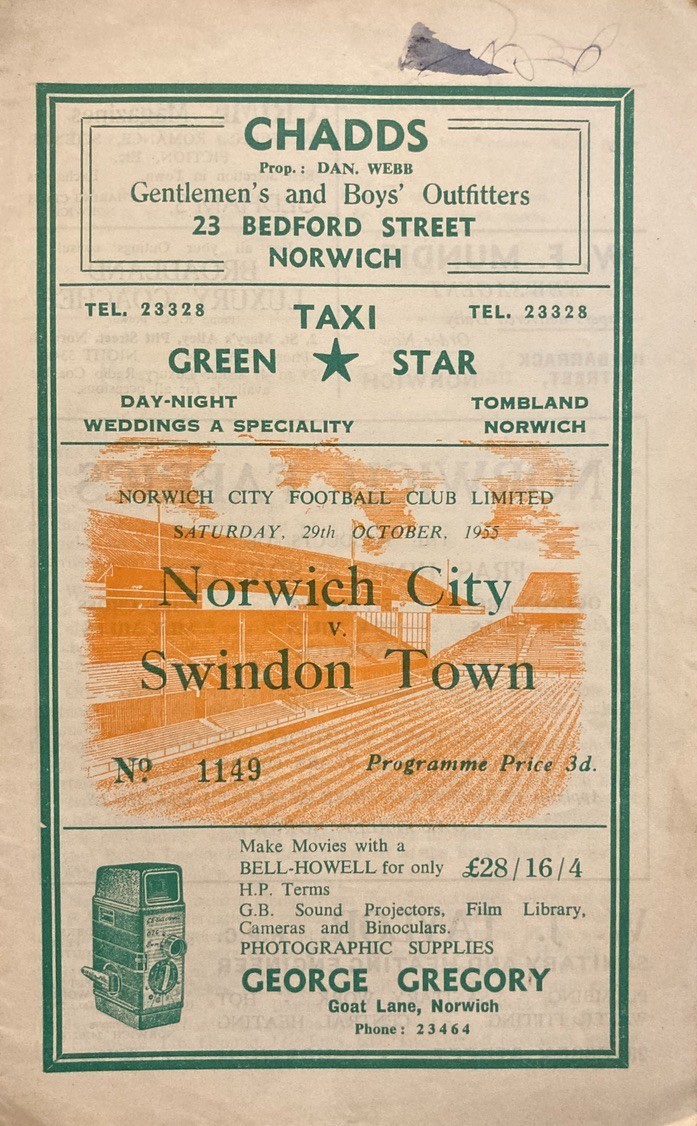 CHADDS
Prop.: DAN. WEBB
Gentlemen's and Boys' Outfitters
23 BEDFORD STREET
NORWICH
TEL. 23328 TAXI TEL. 23328
GREEN ★ STAR
DAY-NIGHT TOMBLAND
WEDDINGS A SPECIALITY NORWICH
NORWICH CITY FOOTBALL CLUB LIMITED
SATURDAY, 29th OCTOBER, 1955
Norwich City
v.
Swindon Town
Nº 1149 Programme Price 3d.
Make Movies with a
BELL-HOWELL for only £28/16/4
H.P. Terms
G.B. Sound Projectors, Film Library,
Cameras and Binoculars.
PHOTOGRAPHIC SUPPLIES
GEORGE GREGORY
Goat Lane, Norwich
Phone: 23464